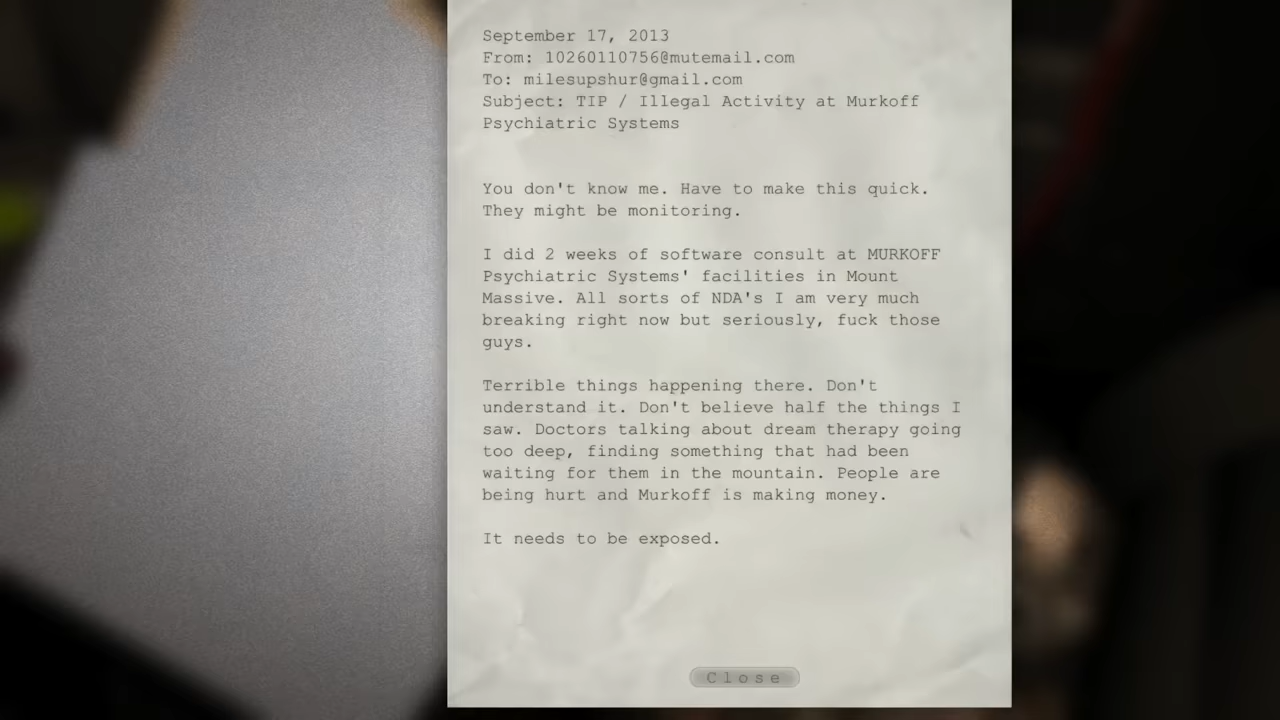 September 17, 2013
From: 10260110756@mutemail.com
To: milesupshur@gmail.com
Subject: TIP / Illegal Activity at Murkoff
Psychiatric Systems
You don't know me. Have to make this quick.
They might be monitoring.
I did 2 weeks of software consult at MURKOFF
Psychiatric Systems' facilities in Mount
Massive. All sorts of NDA's I am very much
breaking right now but seriously, fuck those
guys.
Terrible things happening there. Don't
understand it. Don't believe half the things I
saw. Doctors talking about dream therapy going
too deep, finding something that had been
waiting for them in the mountain. People are
being hurt and Murkoff is making money.
It needs to be exposed.
Close